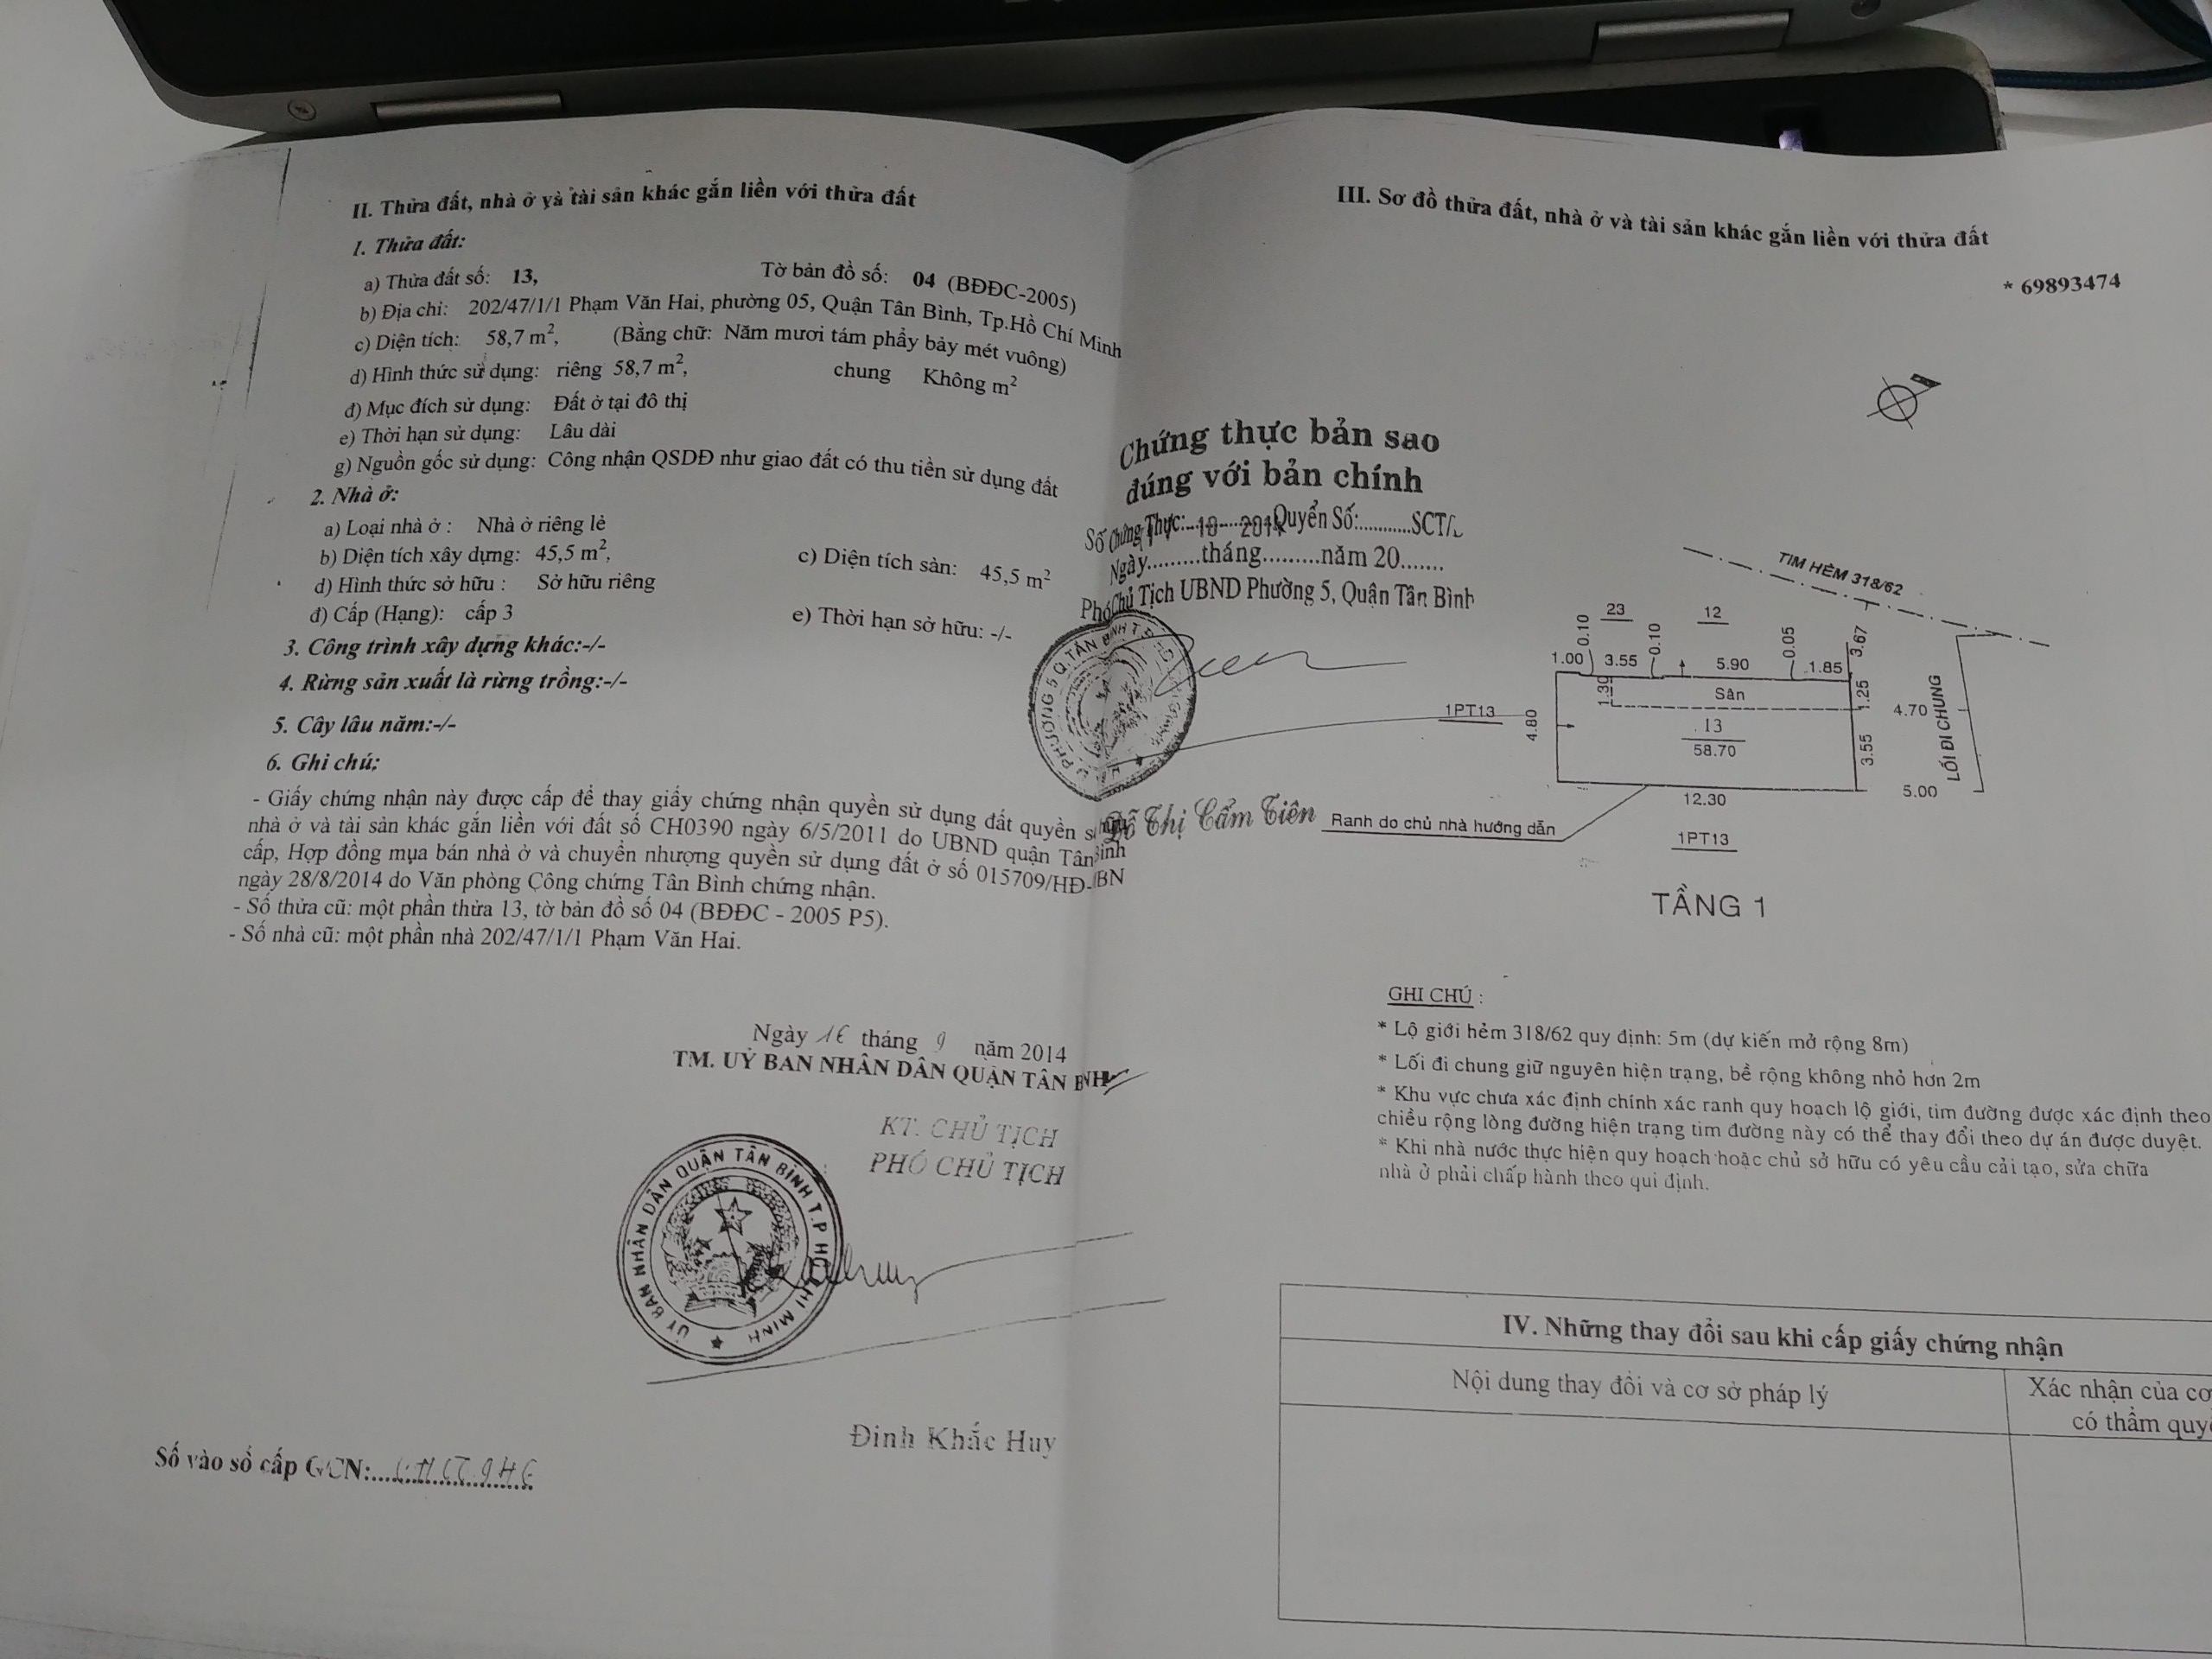 II. Thửa đất, nhà ở và tài sản khác gắn liền với thửa đất
1. Thửa đất:
a) Thửa đất số: 13, Tờ bản đồ số: 04 (BĐĐC-2005)
b) Địa chỉ: 202/47/1/1 Phạm Văn Hai, phường 05, Quận Tân Bình, Tp.Hồ Chí Minh
c) Diện tích: 58,7 m², (Bằng chữ: Năm mươi tám phẩy bảy mét vuông)
d) Hình thức sử dụng: riêng 58,7 m², chung Không m²
đ) Mục đích sử dụng: Đất ở tại đô thị
e) Thời hạn sử dụng: Lâu dài
g) Nguồn gốc sử dụng: Công nhận QSDĐ như giao đất có thu tiền sử dụng đất
2. Nhà ở:
a) Loại nhà ở : Nhà ở riêng lẻ
b) Diện tích xây dựng: 45,5 m², c) Diện tích sàn: 45,5 m²
d) Hình thức sở hữu : Sở hữu riêng
đ) Cấp (Hạng): cấp 3 e) Thời hạn sở hữu: -/-
3. Công trình xây dựng khác:-/-
4. Rừng sản xuất là rừng trồng:-/-
5. Cây lâu năm:-/-
6. Ghi chú:
- Giấy chứng nhận này được cấp để thay giấy chứng nhận quyền sử dụng đất quyền sở hữu
nhà ở và tài sản khác gắn liền với đất số CH0390 ngày 6/5/2011 do UBND quận Tân Bình
cấp, Hợp đồng mua bán nhà ở và chuyển nhượng quyền sử dụng đất ở số 015709/HĐ-MBN
ngày 28/8/2014 do Văn phòng Công chứng Tân Bình chứng nhận.
- Số thửa cũ: một phần thửa 13, tờ bản đồ số 04 (BĐĐC - 2005 P5).
- Số nhà cũ: một phần nhà 202/47/1/1 Phạm Văn Hai.
Ngày tháng 9 năm 2014
TM. UỶ BAN NHÂN DÂN QUẬN TÂN BÌNH
KT. CHỦ TỊCH
PHÓ CHỦ TỊCH
ỦY BAN NHÂN DÂN QUẬN TÂN BÌNH T.P HỒ CHÍ MINH
Đinh Khắc Huy
Số vào sổ cấp GCN:
Chứng thực bản sao
đúng với bản chính
Số Chứng Thực: Quyển Số:...........SCT/
Ngày.........tháng.........năm 20.......
Phó Chủ Tịch UBND Phường 5, Quận Tân Bình
PHƯỜNG 5 Q.TÂN BÌNH T.P
Đỗ Thị Cẩm Tiên
III. Sơ đồ thửa đất, nhà ở và tài sản khác gắn liền với thửa đất
* 69893474
TIM HẺM 318/62
23 12
0.10 0.10 0.05 3.67
1.00 3.55 5.90 1.85
1.30 Sân 1.25
1PT13 4.80 13 4.70 LỐI ĐI CHUNG
58.70 3.55
12.30 5.00
Ranh do chủ nhà hướng dẫn
1PT13
TẦNG 1
GHI CHÚ :
* Lộ giới hẻm 318/62 quy định: 5m (dự kiến mở rộng 8m)
* Lối đi chung giữ nguyên hiện trạng, bề rộng không nhỏ hơn 2m
* Khu vực chưa xác định chính xác ranh quy hoạch lộ giới, tim đường được xác định theo
chiều rộng lòng đường hiện trạng tim đường này có thể thay đổi theo dự án được duyệt.
* Khi nhà nước thực hiện quy hoạch hoặc chủ sở hữu có yêu cầu cải tạo, sửa chữa
nhà ở phải chấp hành theo qui định.
IV. Những thay đổi sau khi cấp giấy chứng nhận
Nội dung thay đổi và cơ sở pháp lý
Xác nhận của cơ
có thẩm quy